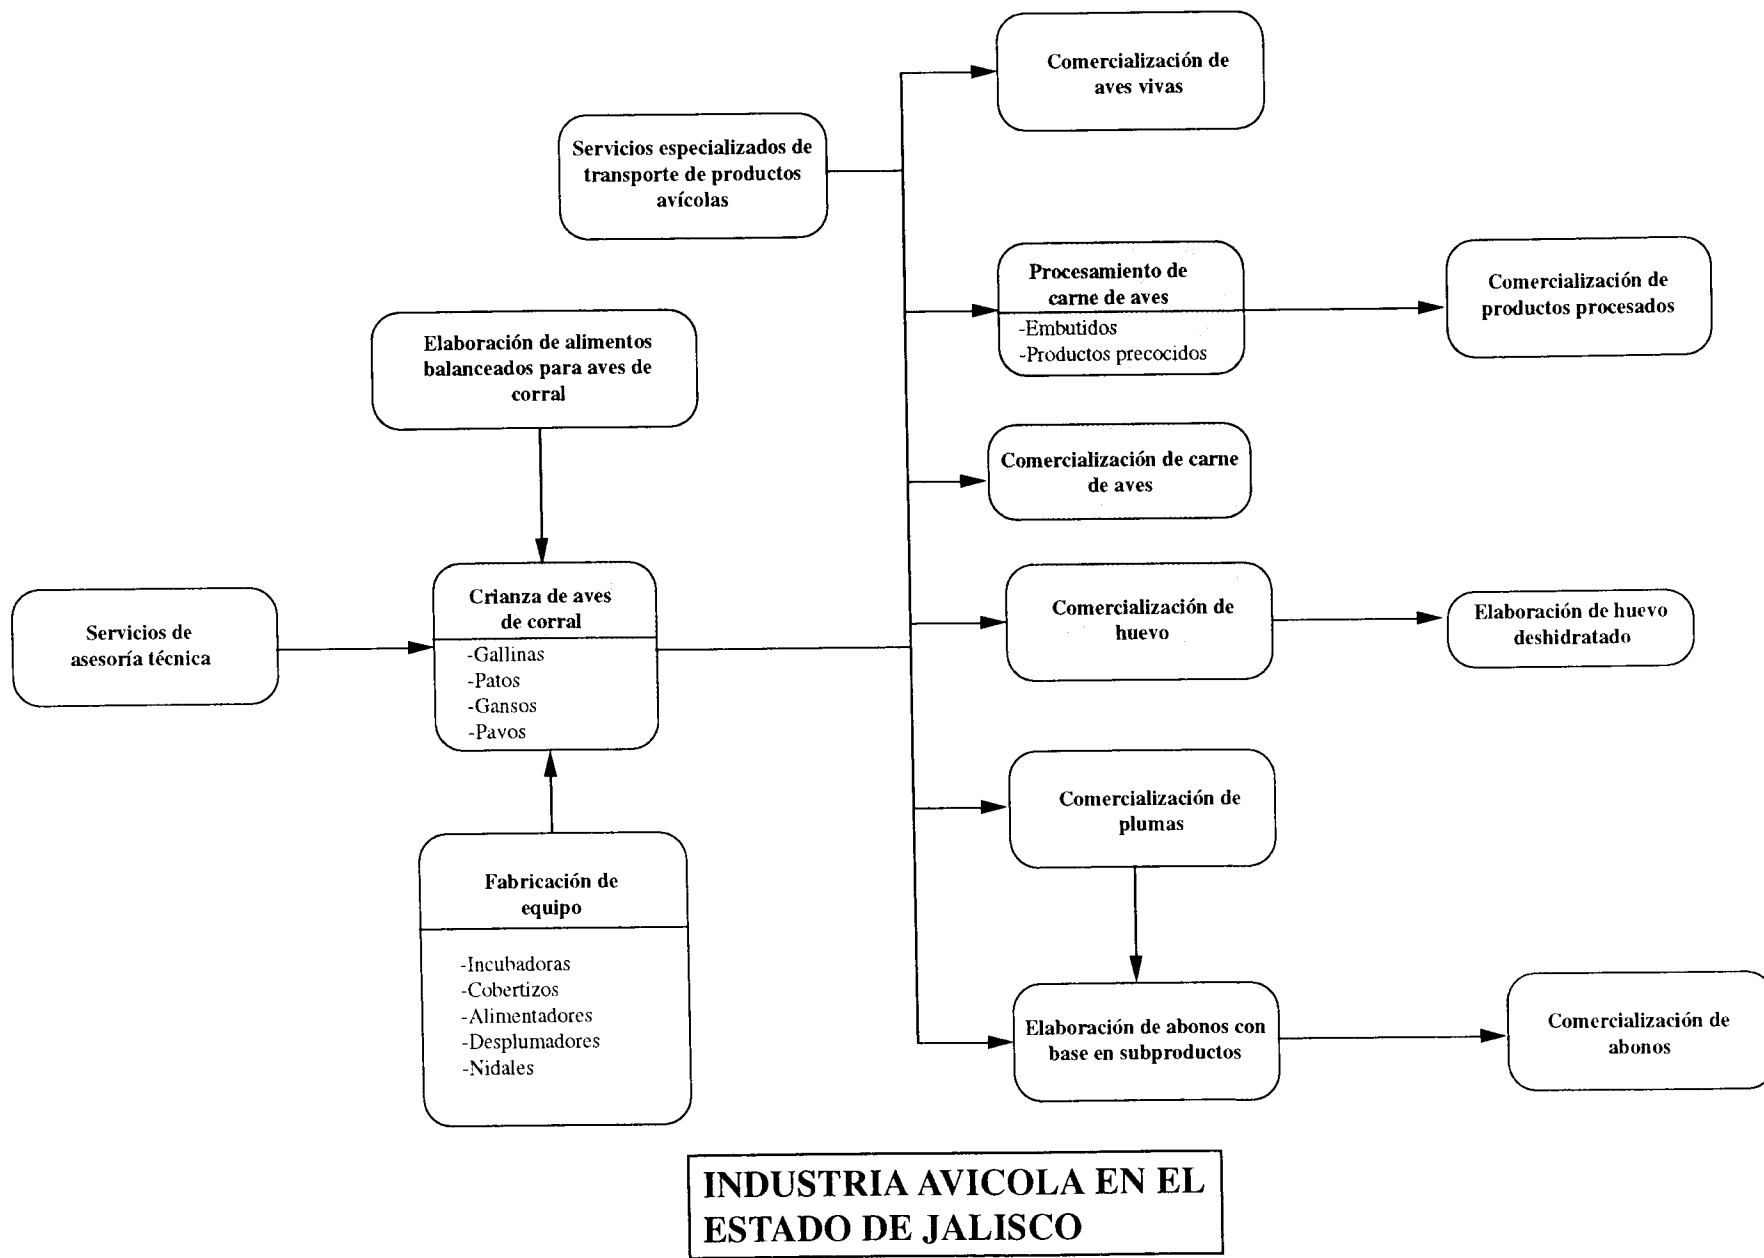 Comercialización de
aves vivas
Servicios especializados de
transporte de productos
avícolas
Procesamiento de
carne de aves
-Embutidos
-Productos precocidos
Comercialización de
productos procesados
Elaboración de alimentos
balanceados para aves de
corral
Comercialización de carne
de aves
Servicios de
asesoría técnica
Crianza de aves
de corral
-Gallinas
-Patos
-Gansos
-Pavos
Comercialización de
huevo
Elaboración de huevo
deshidratado
Comercialización de
plumas
Fabricación de
equipo
-Incubadoras
-Cobertizos
-Alimentadores
-Desplumadores
-Nidales
Elaboración de abonos con
base en subproductos
Comercialización de
abonos
INDUSTRIA AVICOLA EN EL
ESTADO DE JALISCO